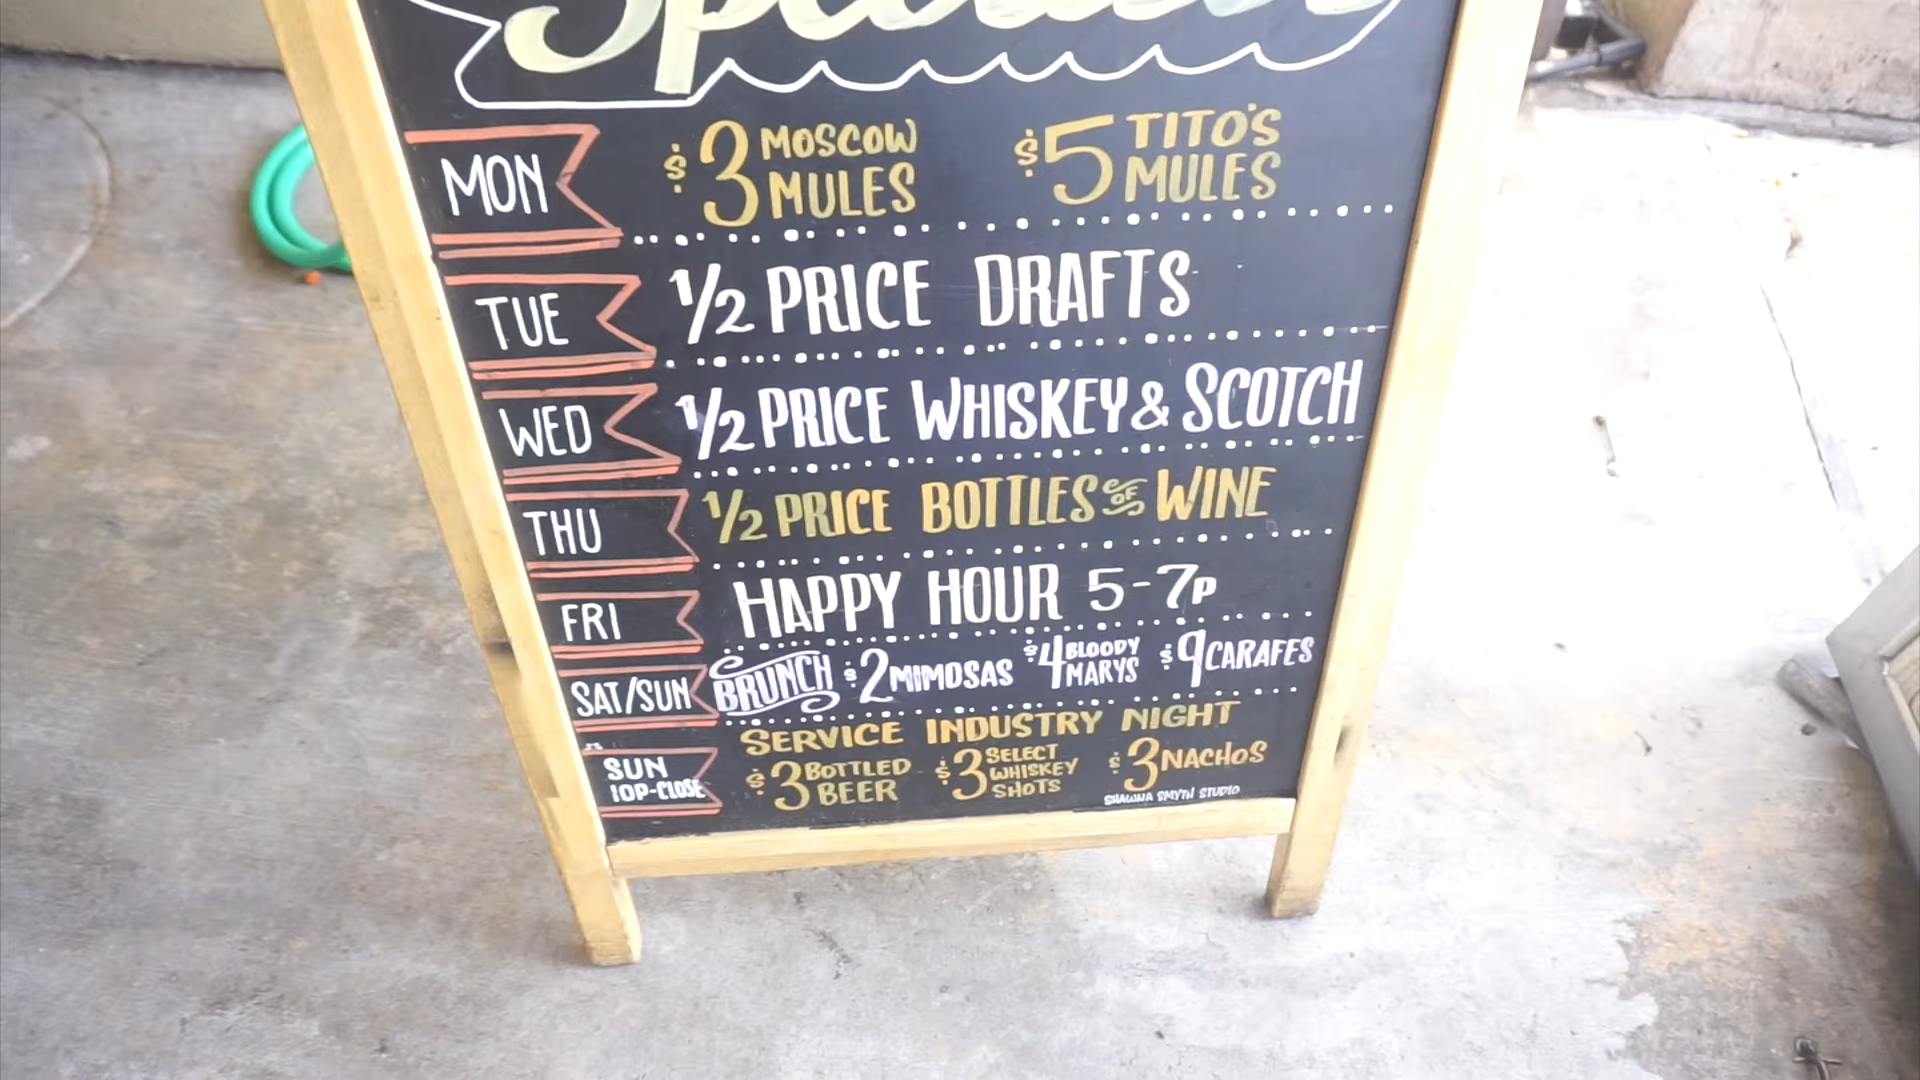 Specials
MON $3 MOSCOW MULES $5 TITO'S MULES
TUE 1/2 PRICE DRAFTS
WED 1/2 PRICE WHISKEY & SCOTCH
THU 1/2 PRICE BOTTLES OF WINE
FRI HAPPY HOUR 5-7P
SAT/SUN BRUNCH $2 MIMOSAS $4 BLOODY MARYS $9 CARAFES
SERVICE INDUSTRY NIGHT
SUN 10P-CLOSE $3 BOTTLED BEER $3 SELECT WHISKEY SHOTS $3 NACHOS
SHAWNA SMYTH STUDIO